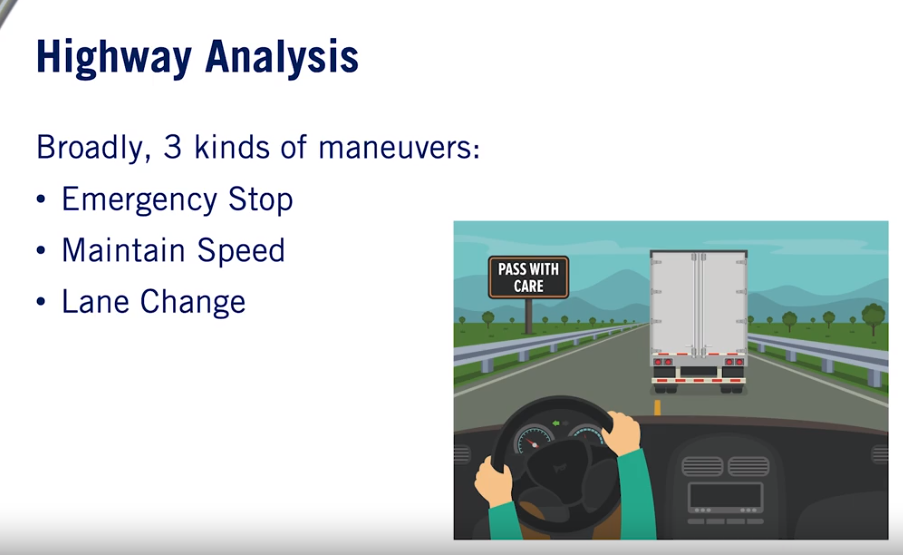 Highway Analysis
Broadly, 3 kinds of maneuvers:
• Emergency Stop
• Maintain Speed
• Lane Change
PASS WITH
CARE